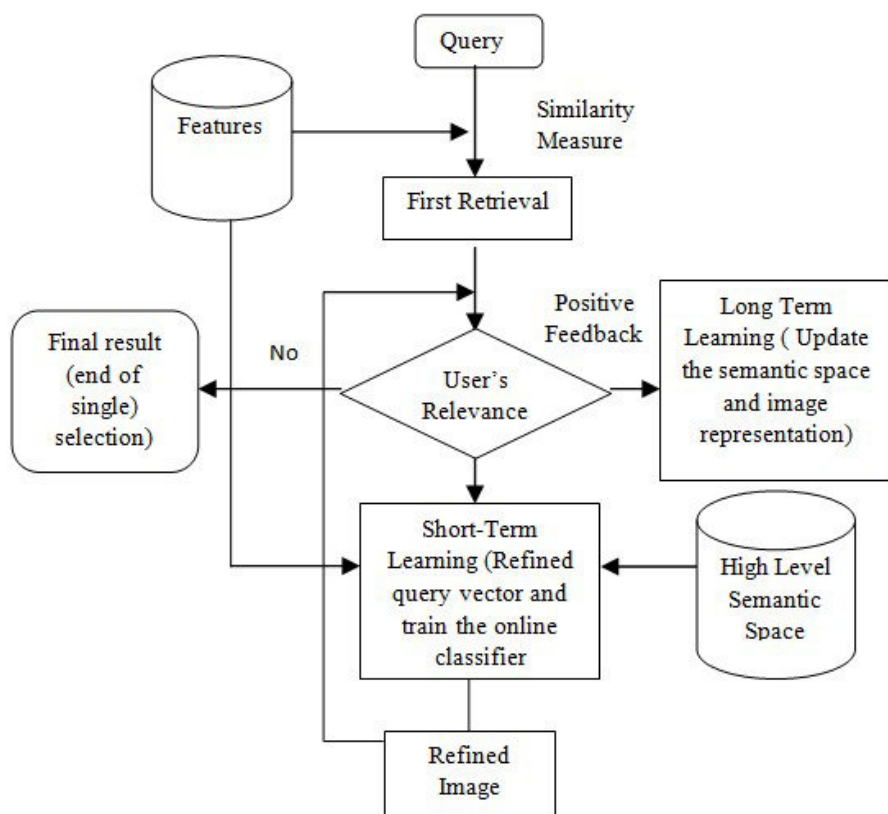 Query
Features
Similarity
Measure
First Retrieval
Positive
Feedback
Long Term
Learning ( Update
the semantic space
and image
representation)
No
Final result
(end of
single)
selection)
User's
Relevance
Short-Term
Learning (Refined
query vector and
train the online
classifier
High Level
Semantic
Space
Refined
Image